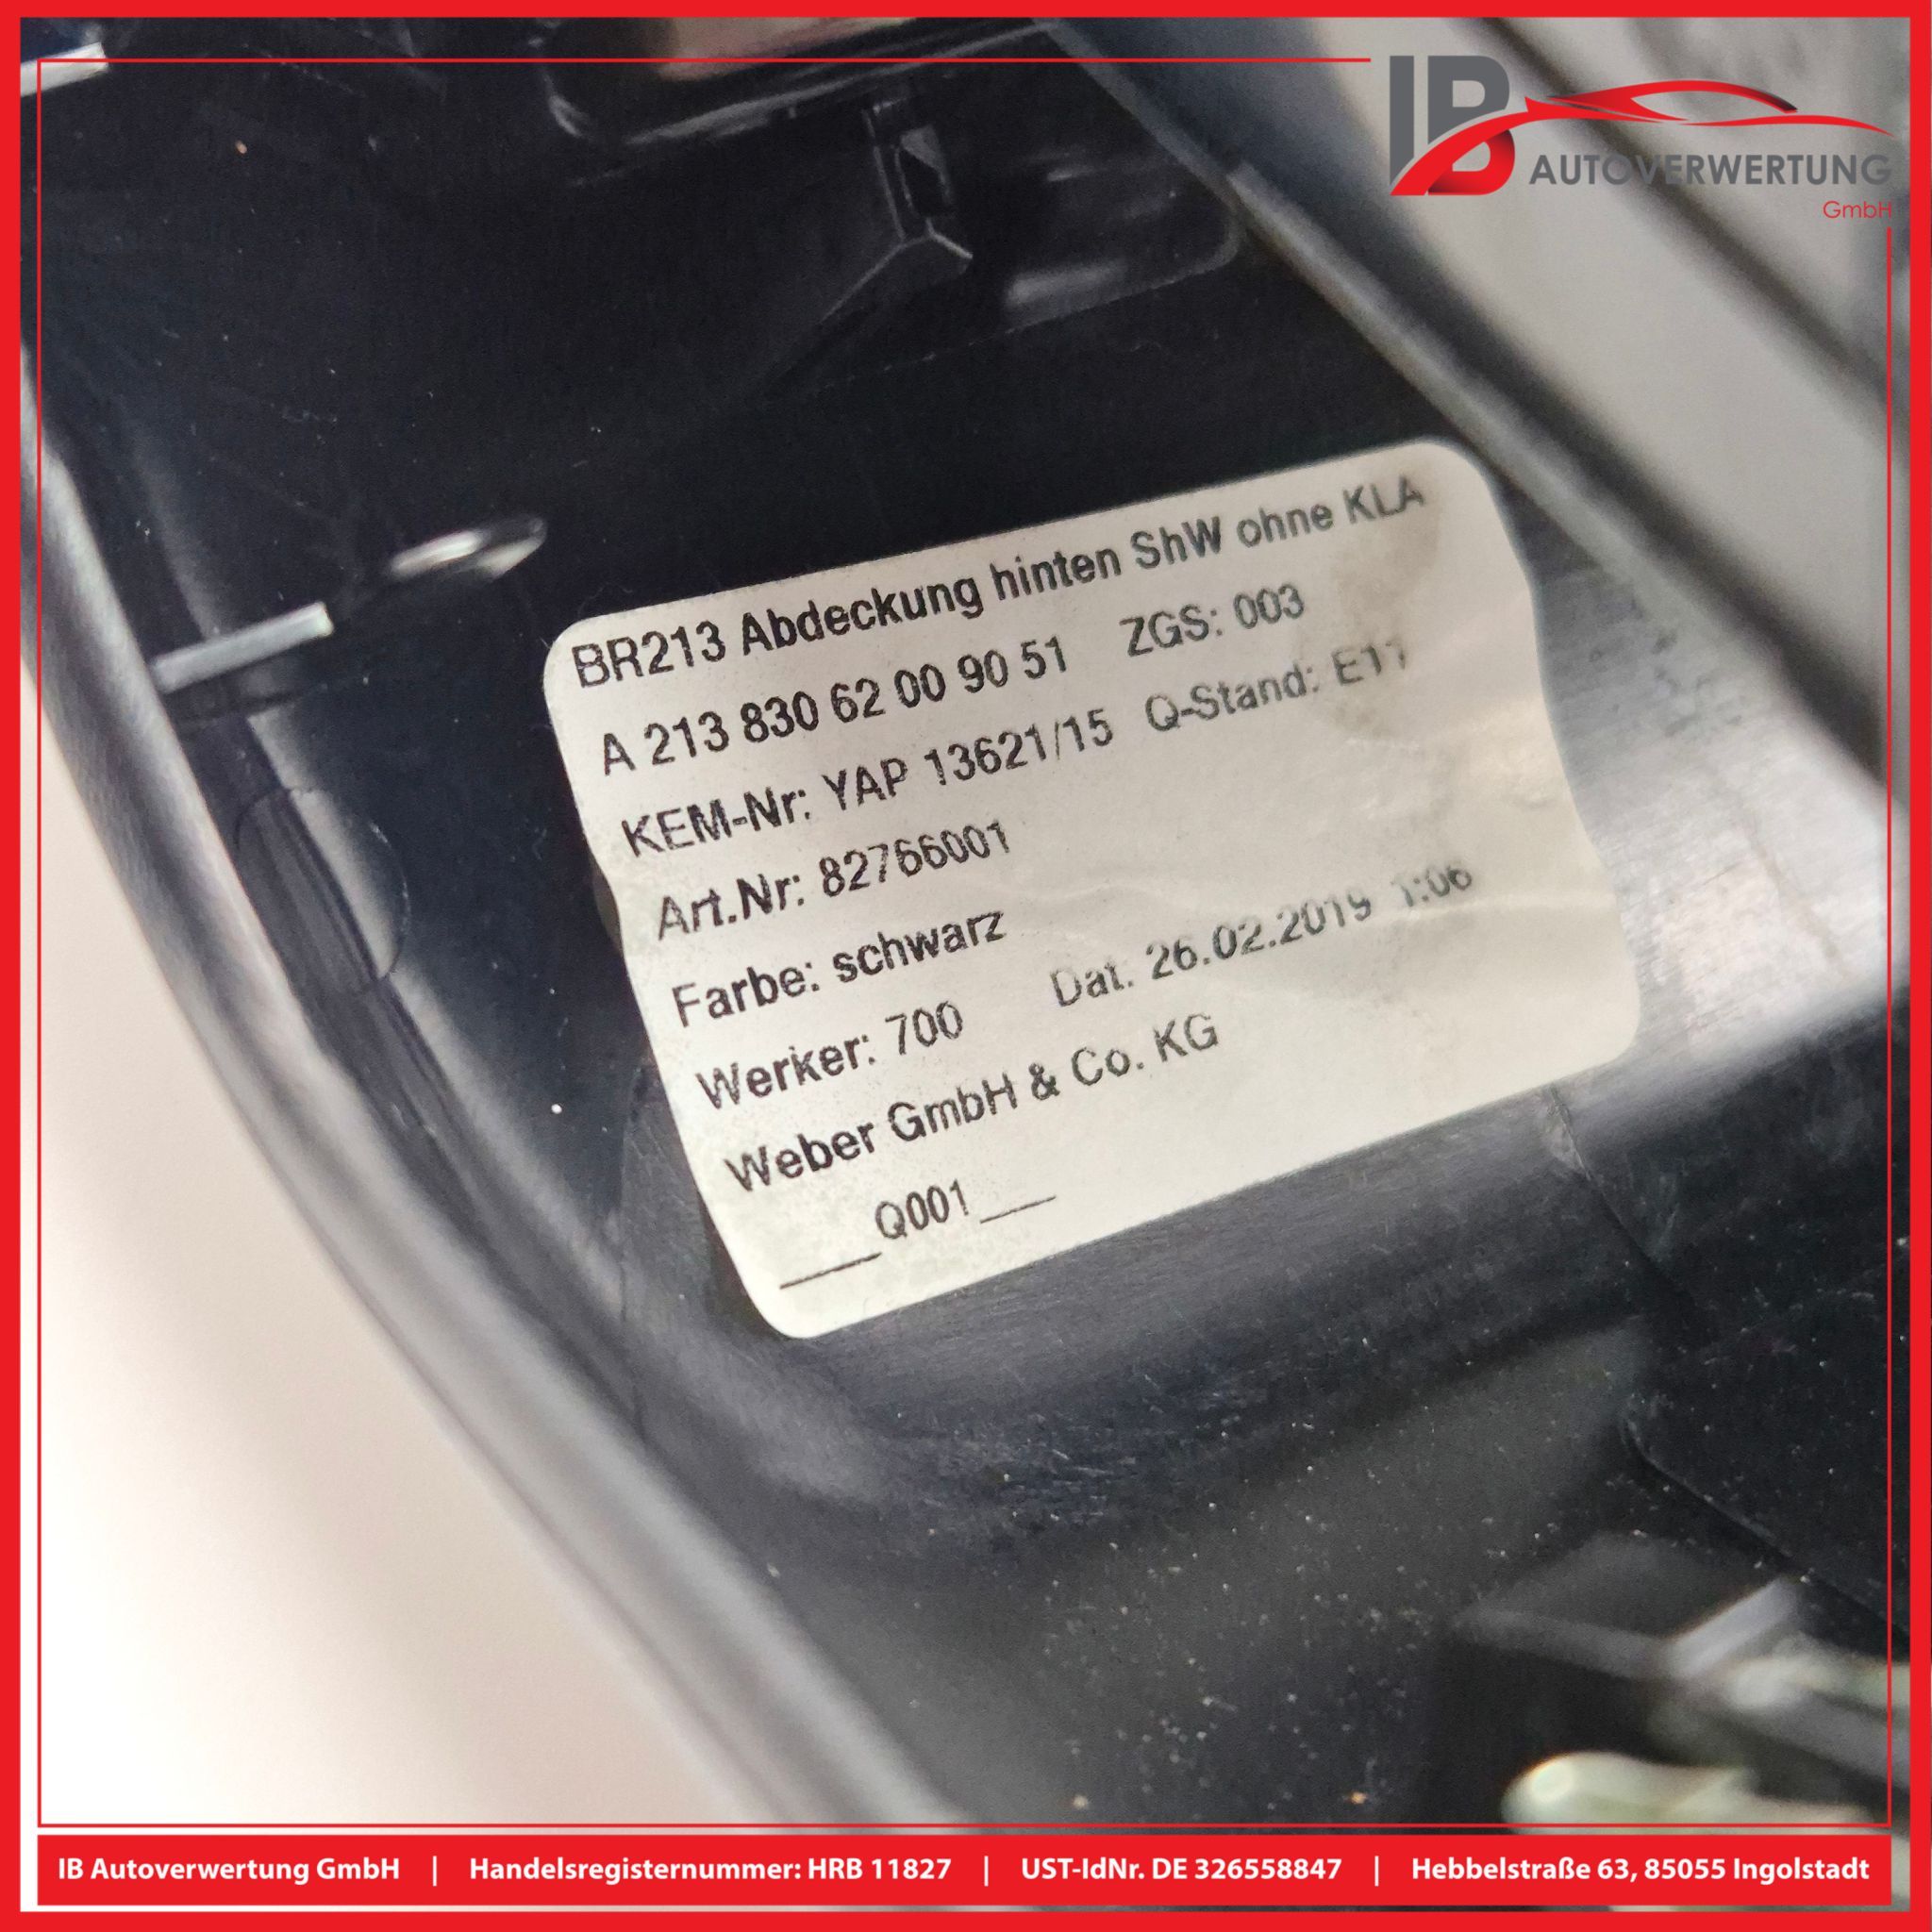 IB AUTOVERWERTUNG
GmbH
BR213 Abdeckung hinten ShW ohne KLA
A 213 830 62 00 90 51 ZGS: 003
KEM-Nr: YAP 13621/15 Q-Stand:
Art.Nr: 82766001
Farbe: schwarz
Werker: 700 Dat. 26.02.2019 1:06
Weber GmbH & Co. KG
___Q001__
IB Autoverwertung GmbH | Handelsregisternummer: HRB 11827 | UST-IdNr. DE 326558847 | Hebbelstraße 63, 85055 Ingolstadt